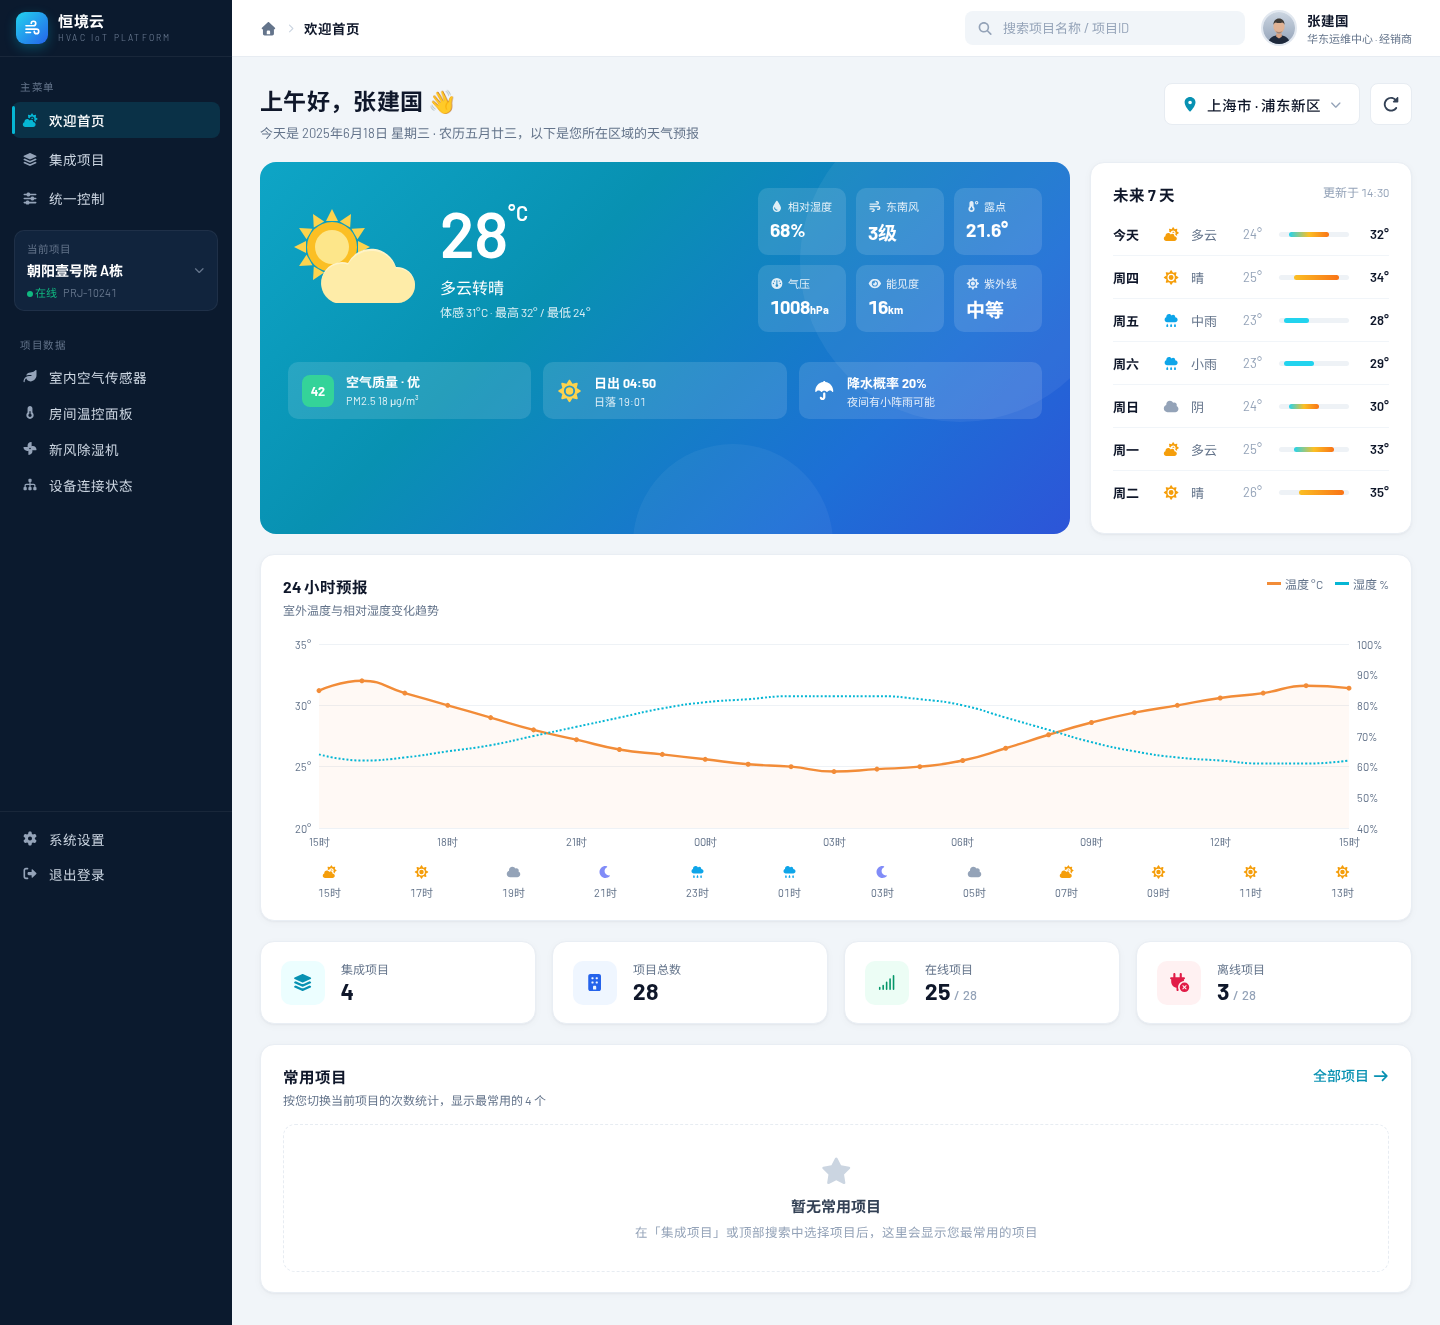 恒境云
HVAC IoT PLATFORM
主菜单
欢迎首页
集成项目
统一控制
当前项目
朝阳壹号院 A栋
在线 PRJ-10241
项目数据
室内空气传感器
房间温控面板
新风除湿机
设备连接状态
系统设置
退出登录
欢迎首页
搜索项目名称 / 项目ID
张建国
华东运维中心 · 经销商
上午好，张建国 👋
今天是 2025年6月18日 星期三 · 农历五月廿三，以下是您所在区域的天气预报
上海市 · 浦东新区
28°C
多云转晴
体感 31°C · 最高 32° / 最低 24°
相对湿度
68%
东南风
3级
露点
21.6°
气压
1008hPa
能见度
16km
紫外线
中等
42
空气质量 · 优
PM2.5 18 μg/m³
日出 04:50
日落 19:01
降水概率 20%
夜间有小阵雨可能
未来 7 天
更新于 14:30
今天 多云 24° 32°
周四 晴 25° 34°
周五 中雨 23° 28°
周六 小雨 23° 29°
周日 阴 24° 30°
周一 多云 25° 33°
周二 晴 26° 35°
24 小时预报
室外温度与相对湿度变化趋势
温度 °C 湿度 %
35° 100%
90%
30° 80%
70%
25° 60%
50%
20° 40%
15时 18时 21时 00时 03时 06时 09时 12时 15时
15时 17时 19时 21时 23时 01时 03时 05时 07时 09时 11时 13时
集成项目
4
项目总数
28
在线项目
25 / 28
离线项目
3 / 28
常用项目
按您切换当前项目的次数统计，显示最常用的 4 个
全部项目
暂无常用项目
在「集成项目」或顶部搜索中选择项目后，这里会显示您最常用的项目